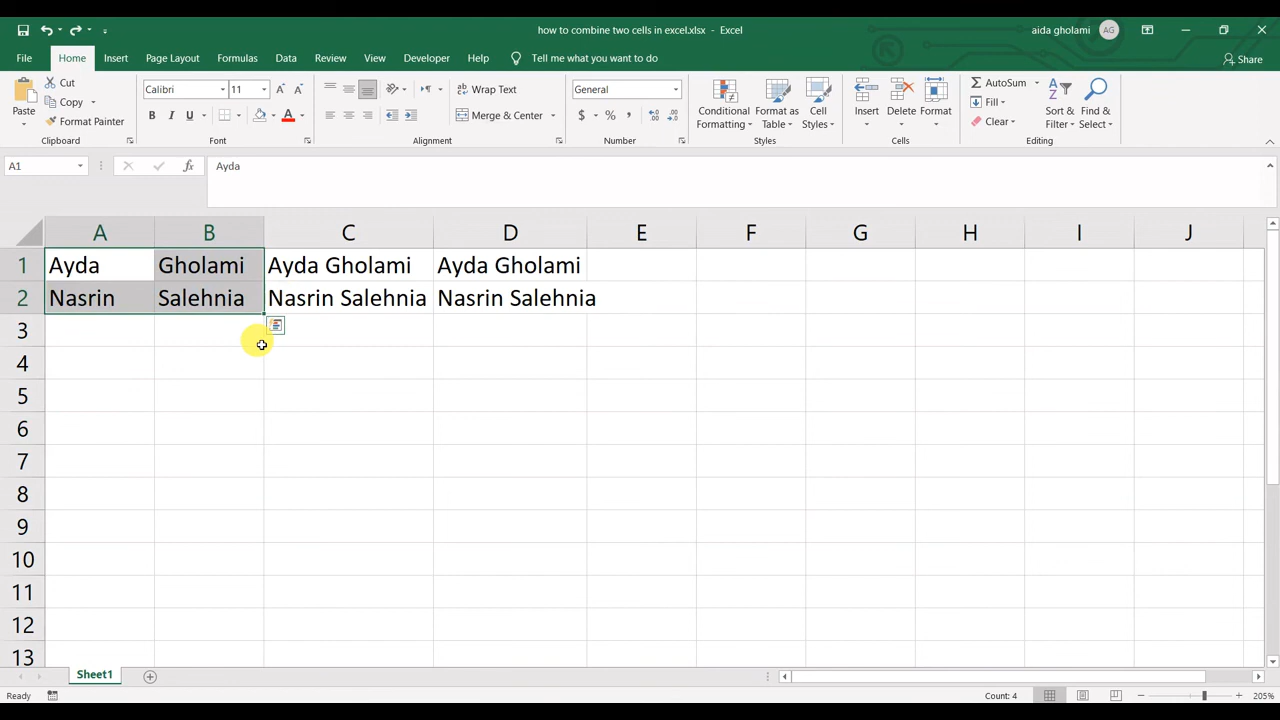 how to combine two cells in excel.xlsx - Excel
aida gholami AG
File Home Insert Page Layout Formulas Data Review View Developer Help Tell me what you want to do Share
Paste Cut Copy Format Painter Clipboard
Calibri 11 B I U A Font
Wrap Text Merge & Center Alignment
General $ % , Number
Conditional Formatting Format as Table Cell Styles Styles
Insert Delete Format Cells
AutoSum Fill Clear Sort & Filter Find & Select Editing
A1 fx Ayda
A B C D E F G H I J
1 Ayda Gholami Ayda Gholami Ayda Gholami
2 Nasrin Salehnia Nasrin Salehnia Nasrin Salehnia
3
4
5
6
7
8
9
10
11
12
13
Sheet1
Ready Count: 4 205%